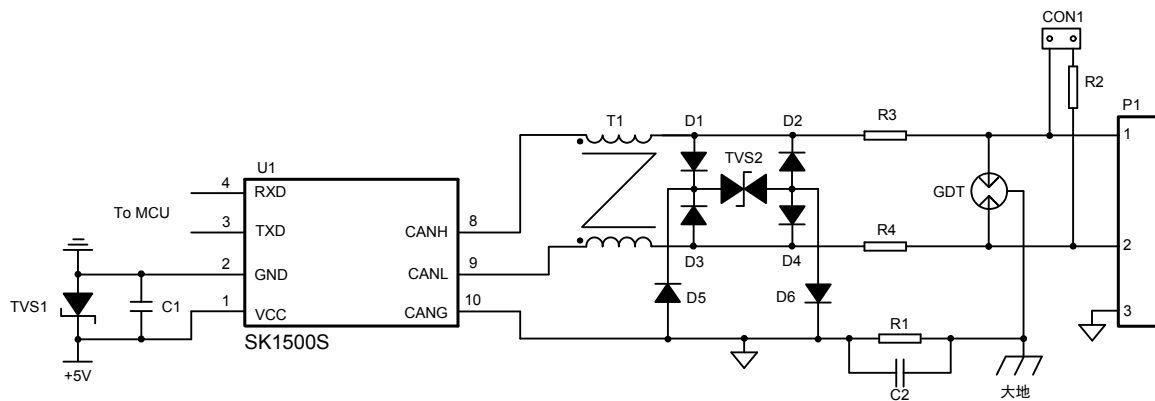 CON1
R2
P1
T1
D1
D2
R3
1
U1
TVS2
4
RXD
GDT
To MCU
3
TXD
CANH
8
2
GND
CANL
9
D3
D4
R4
2
TVS1
C1
1
VCC
CANG
10
D5
D6
3
SK1500S
R1
+5V
C2
大地